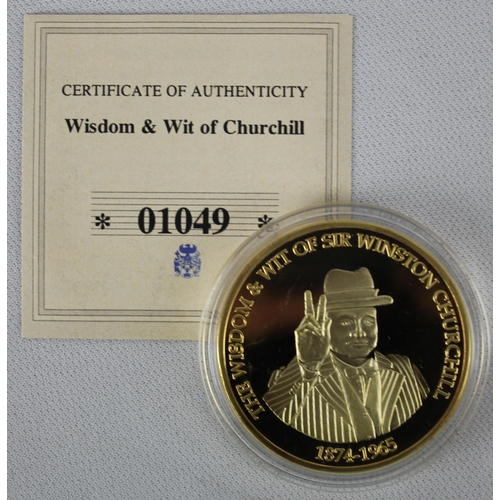 CERTIFICATE OF AUTHENTICITY
Wisdom & Wit of Churchill
* 01049 *
THE WISDOM & WIT OF SIR WINSTON CHURCHILL
1874-1965